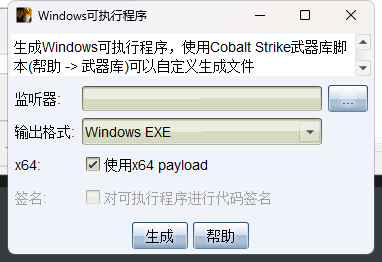 Windows可执行程序
生成Windows可执行程序，使用Cobalt Strike武器库脚
本(帮助 -> 武器库)可以自定义生成文件
监听器:
...
输出格式: Windows EXE
x64: 使用x64 payload
签名: 对可执行程序进行代码签名
生成 帮助